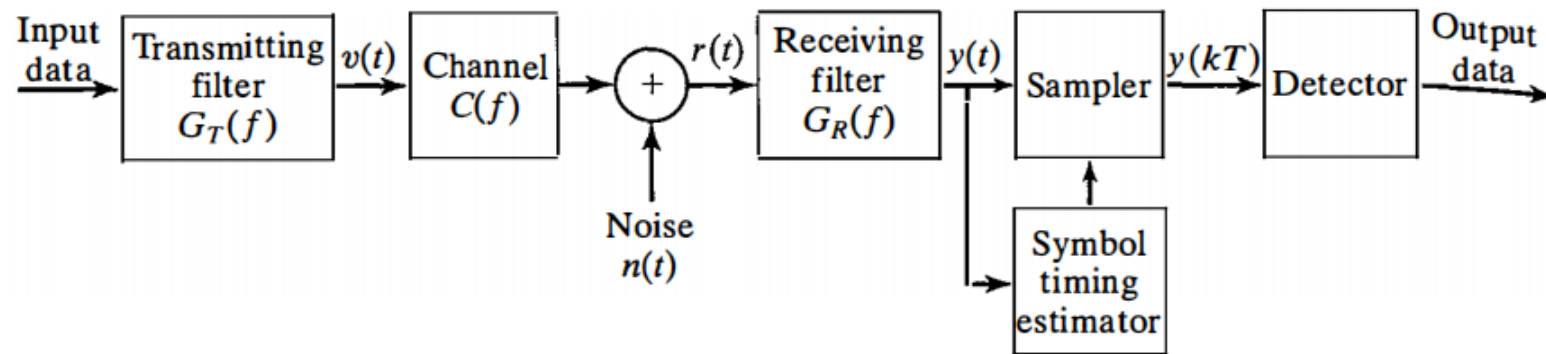 Input
data
Transmitting
filter
G_T(f)
v(t)
Channel
C(f)
+
r(t)
Receiving
filter
G_R(f)
y(t)
Sampler
y(kT)
Detector
Output
data
Noise
n(t)
Symbol
timing
estimator